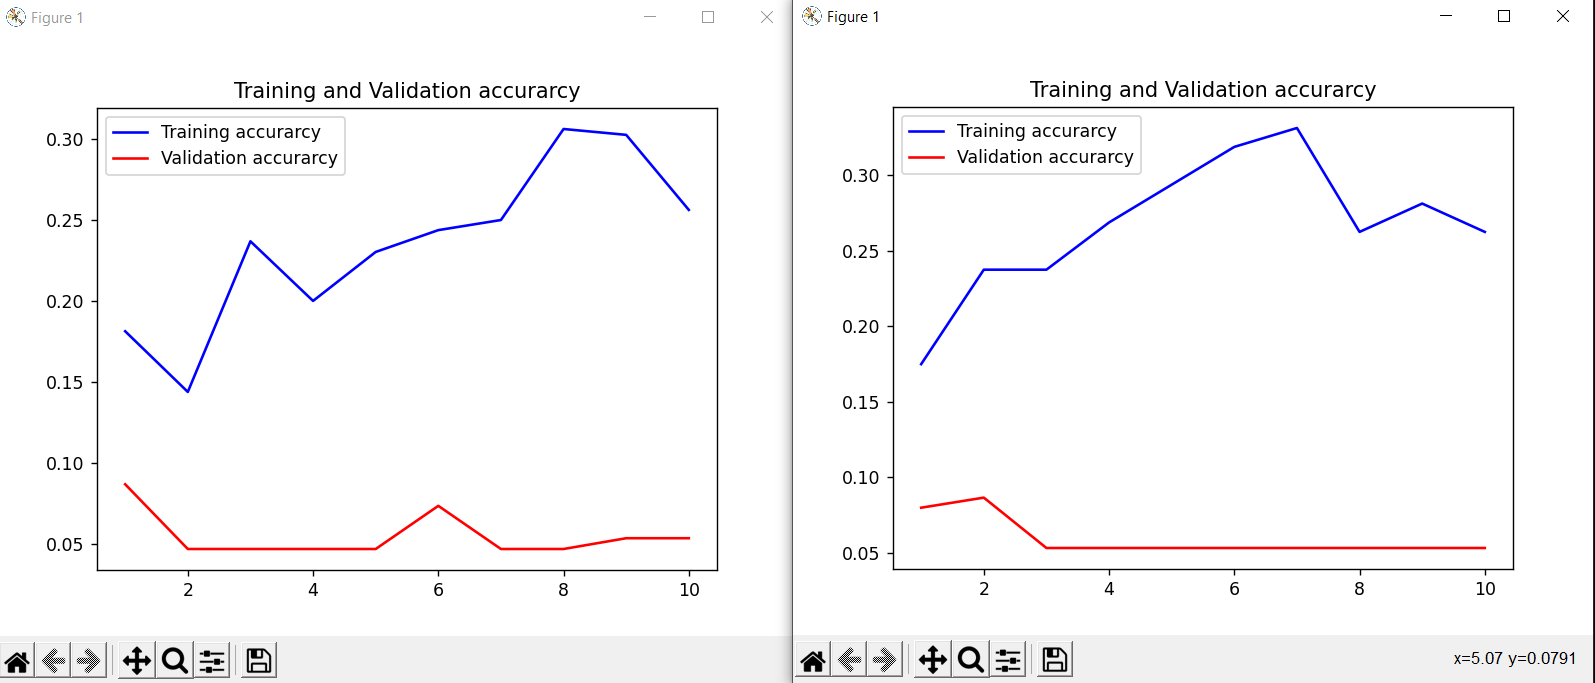 Figure 1
Training and Validation accurarcy
Training accurarcy
Validation accurarcy
0.30
0.25
0.20
0.15
0.10
0.05
2 4 6 8 10
Figure 1
Training and Validation accurarcy
Training accurarcy
Validation accurarcy
0.30
0.25
0.20
0.15
0.10
0.05
2 4 6 8 10
x=5.07 y=0.0791